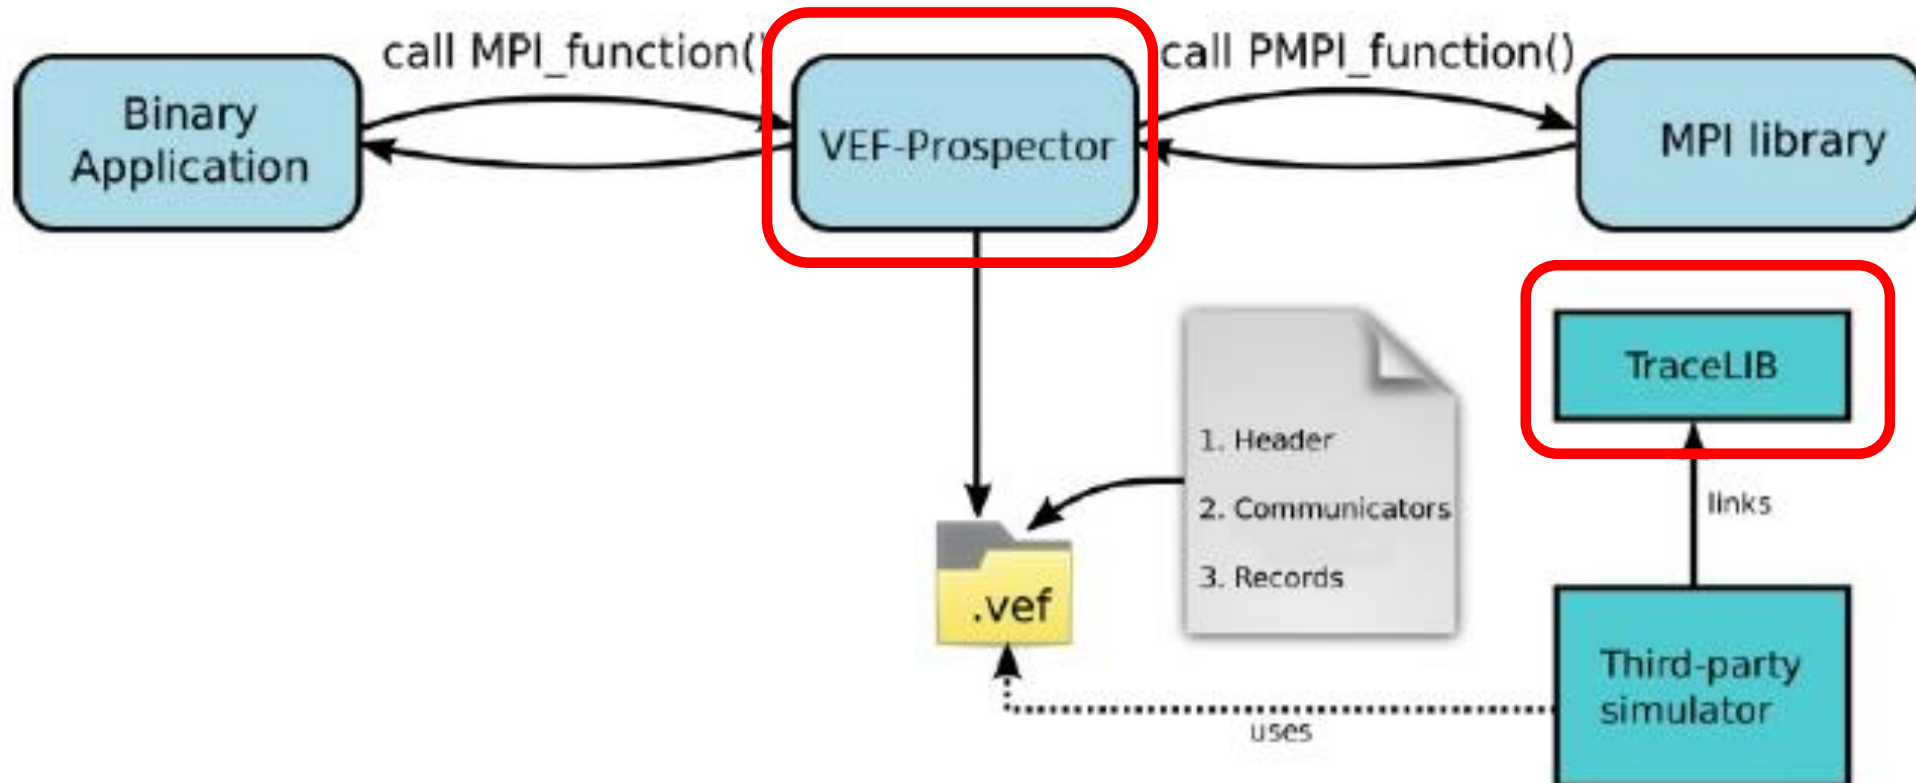 call MPI_function()
call PMPI_function()
Binary
Application
VEF-Prospector
MPI library
TraceLIB
1. Header
2. Communicators
3. Records
links
.vef
Third-party
simulator
uses